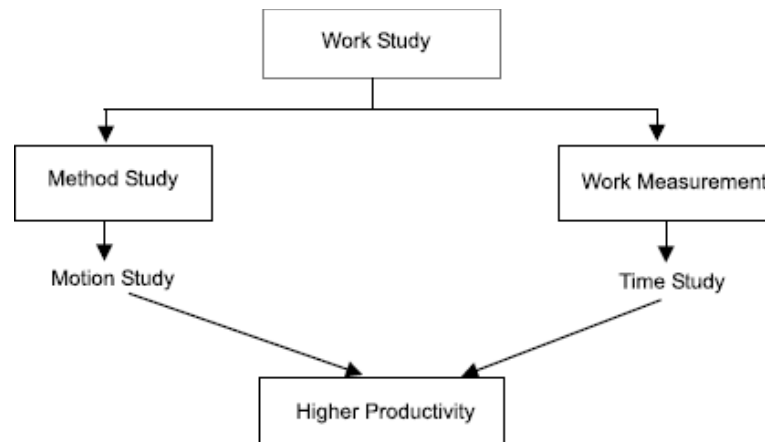 Work Study
Method Study
Work Measurement
Motion Study
Time Study
Higher Productivity